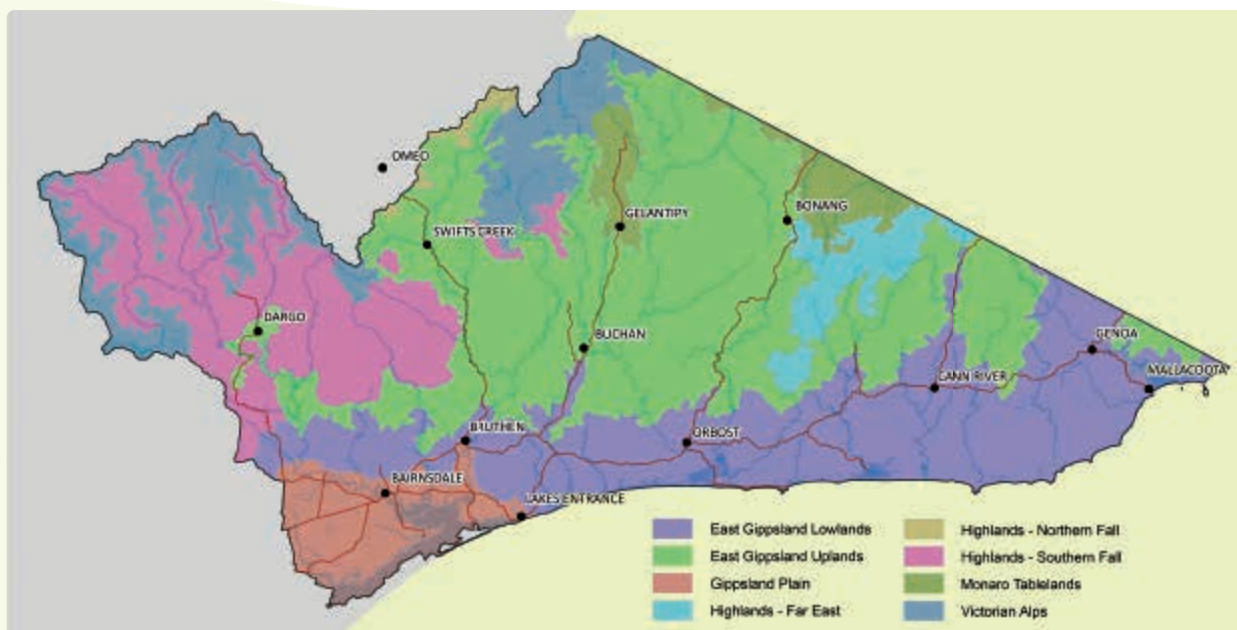 OMEO
SWIFTS CREEK
GELANTIPY
BONANG
DARGO
BUCHAN
GENOA
CANN RIVER
MALLACOOTA
BRUTHEN
ORBOST
BAIRNSDALE
LAKES ENTRANCE
East Gippsland Lowlands
East Gippsland Uplands
Gippsland Plain
Highlands - Far East
Highlands - Northern Fall
Highlands - Southern Fall
Monaro Tablelands
Victorian Alps